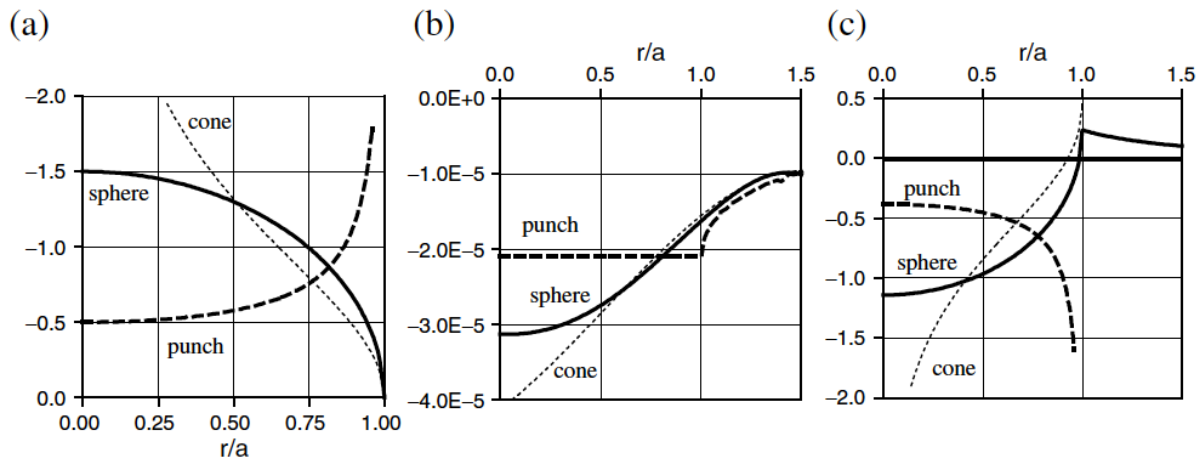 (a)
−2.0
−1.5
−1.0
−0.5
0.0
0.00 0.25 0.50 0.75 1.00
r/a
cone
sphere
punch
(b)
r/a
0.0 0.5 1.0 1.5
0.0E+0
−1.0E−5
−2.0E−5
−3.0E−5
−4.0E−5
punch
sphere
cone
(c)
r/a
0.0 0.5 1.0 1.5
0.5
0.0
−0.5
−1.0
−1.5
−2.0
punch
sphere
cone